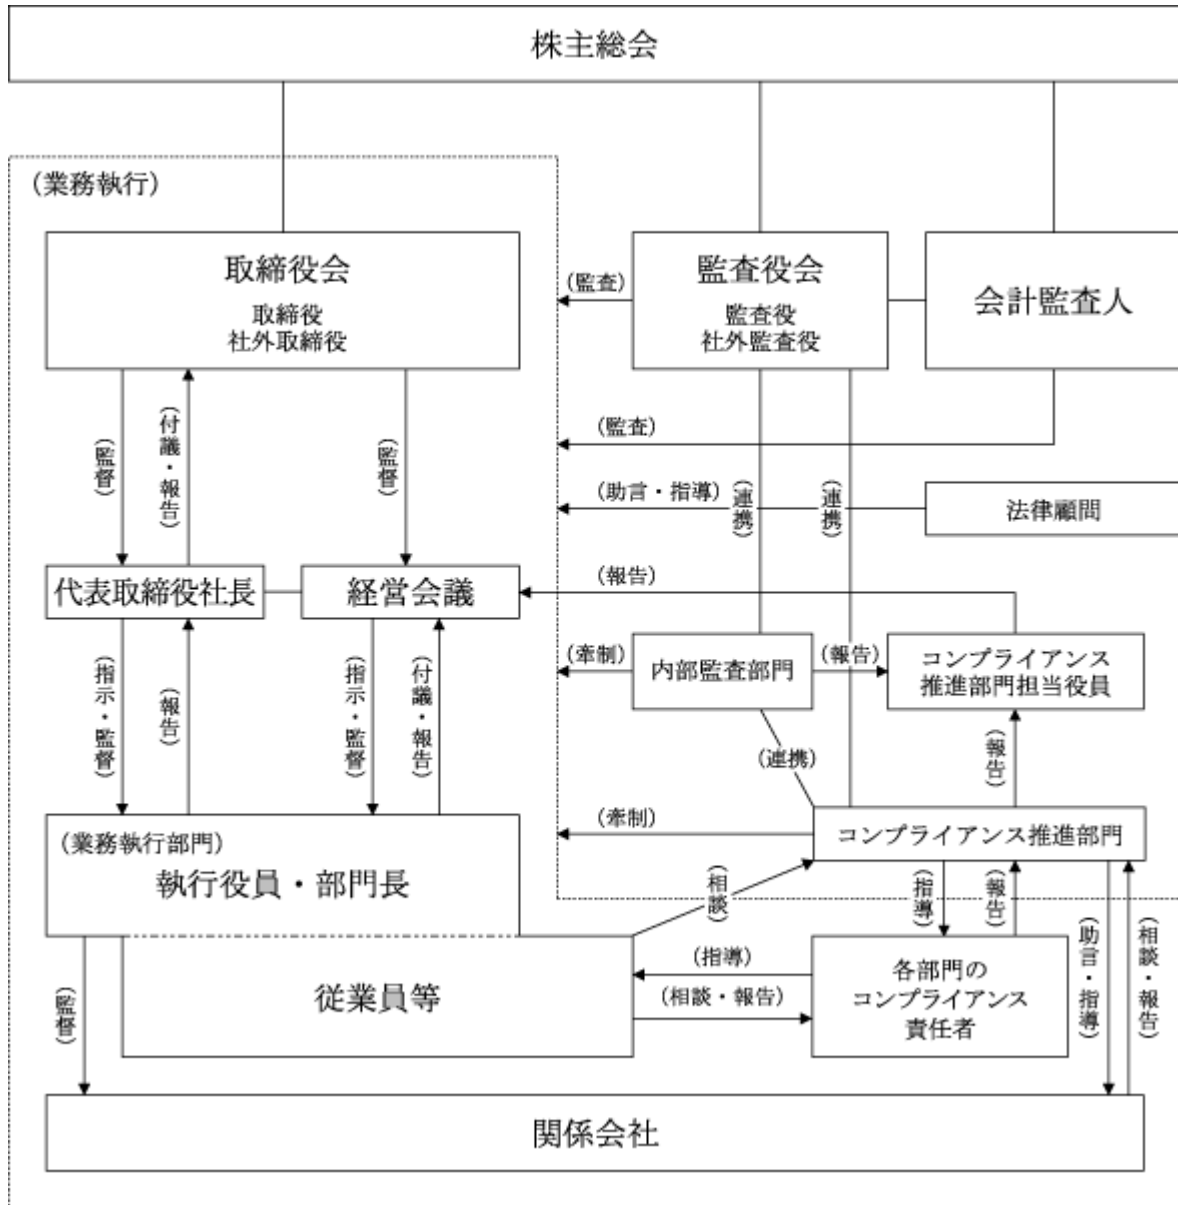 株主総会
(業務執行)
取締役会
取締役
社外取締役
(監査)
監査役会
監査役
社外監査役
会計監査人
(監督)
(付議・報告)
(監督)
(監査)
(助言・指導)
(連携)
(連携)
法律顧問
代表取締役社長
経営会議
(報告)
(指示・監督)
(報告)
(指示・監督)
(付議・報告)
(牽制)
内部監査部門
(報告)
コンプライアンス
推進部門担当役員
(連携)
(報告)
(牽制)
コンプライアンス推進部門
(業務執行部門)
執行役員・部門長
(相談)
(指導)
(報告)
(助言・指導)
(相談・報告)
従業員等
(指導)
(相談・報告)
各部門の
コンプライアンス
責任者
(監督)
関係会社